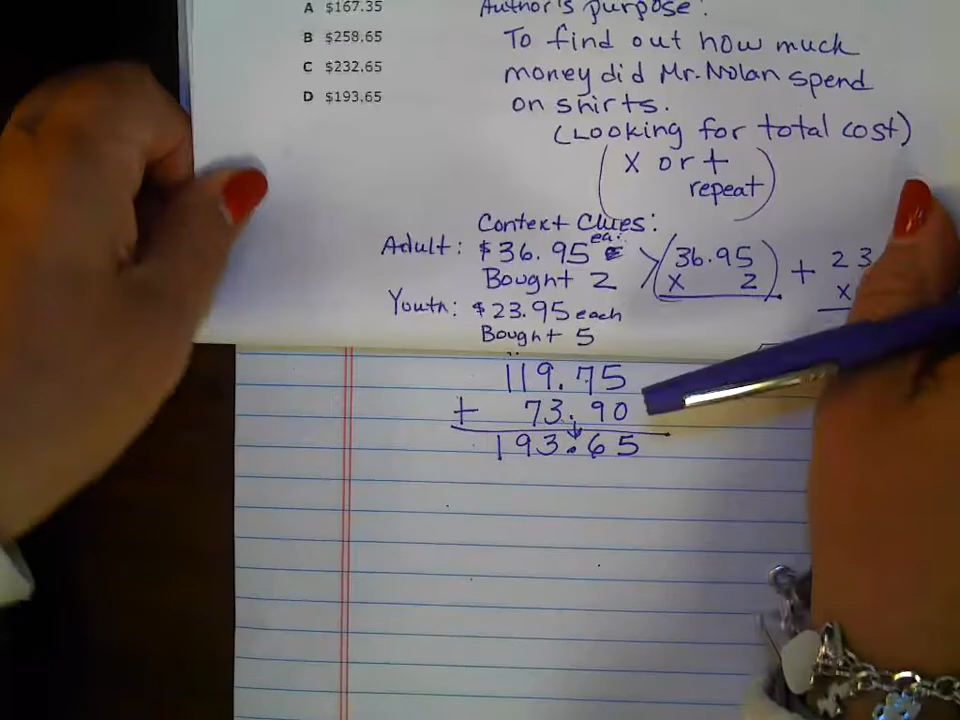 A $167.35
B $258.65
C $232.65
D $193.65
Author's purpose:
To find out how much
money did Mr. Nolan spend
on shirts.
(Looking for total cost)
x or +
repeat
Context Clues:
Adult: $36.95 ea.
Bought 2
Youth: $23.95 each
Bought 5
36.95
x 2
+ 23
x
119.75
+ 73.90
193.65